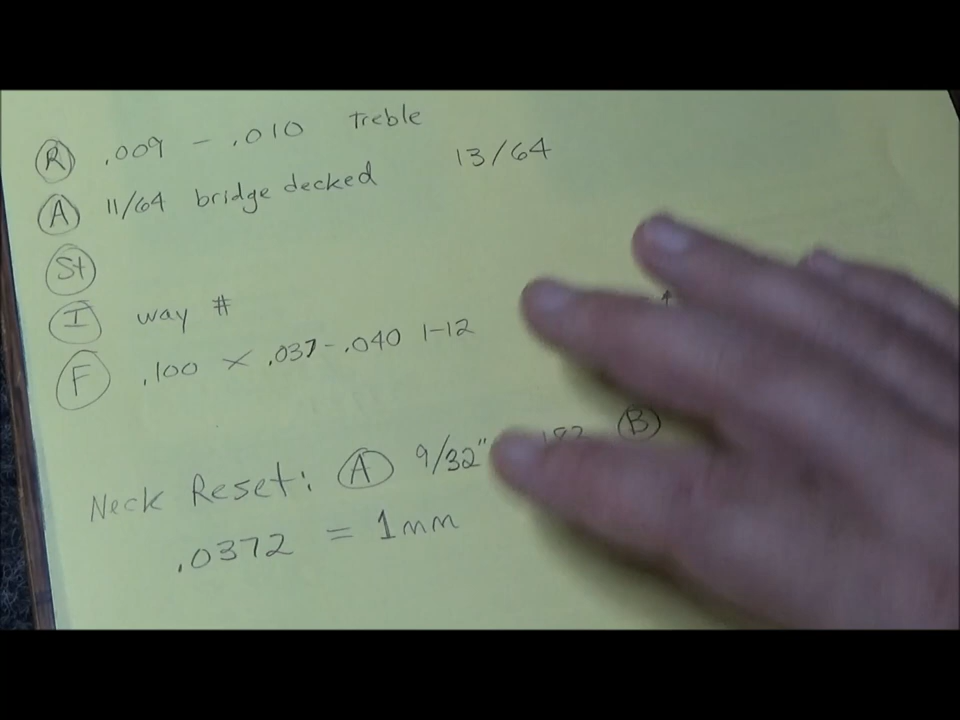 R .009 - .010 treble
A 11/64 bridge decked 13/64
St
I way #
F .100 x .037-.040 1-12
Neck Reset: A 9/32" B
.0372 = 1mm